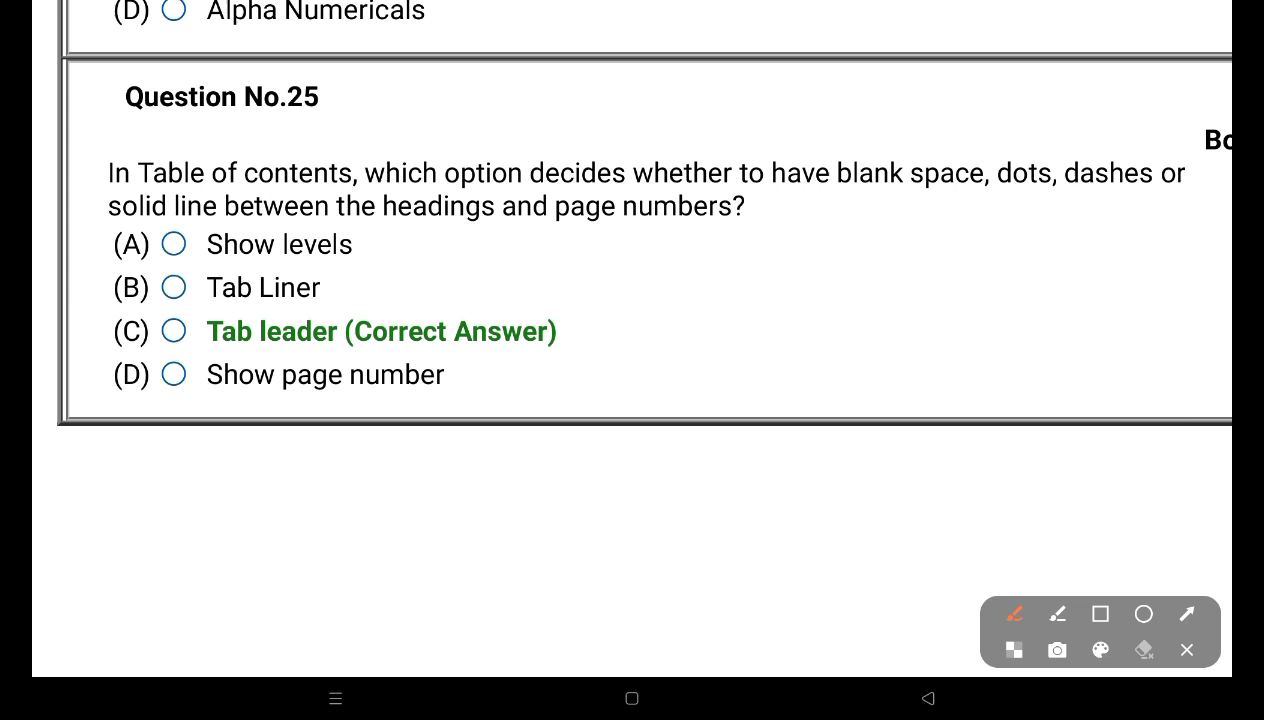 (D) Alpha Numericals
Question No.25
In Table of contents, which option decides whether to have blank space, dots, dashes or
solid line between the headings and page numbers?
(A) Show levels
(B) Tab Liner
(C) Tab leader (Correct Answer)
(D) Show page number